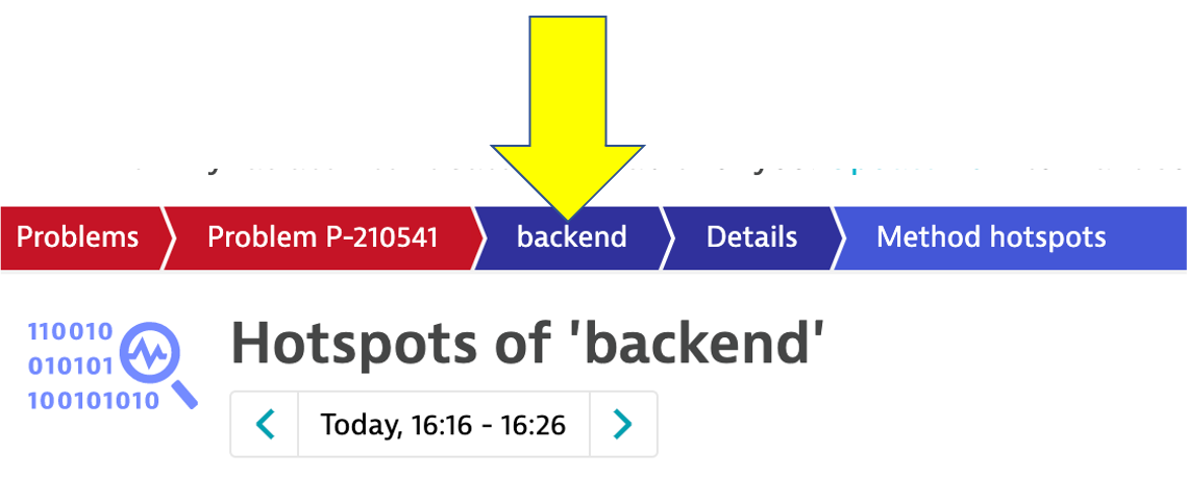 Problems Problem P-210541 backend Details Method hotspots
110010
010101
100101010
Hotspots of 'backend'
Today, 16:16 - 16:26